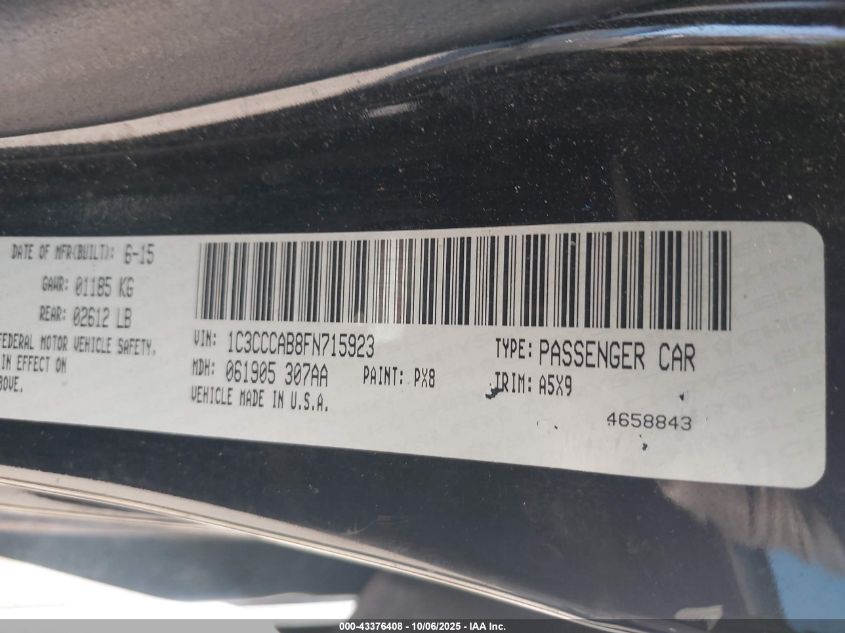 DATE OF MFR(BUILT): 6-15
GAWR: 01185 KG
REAR: 02612 LB
FEDERAL MOTOR VEHICLE SAFETY,
IN EFFECT ON
BOVE.
VIN: 1C3CCCAB8FN715923
TYPE: PASSENGER CAR
MDH: 061905 307AA
PAINT: PX8
TRIM: A5X9
VEHICLE MADE IN U.S.A.
4658843
000-43376408 - 10/06/2025 - IAA Inc.